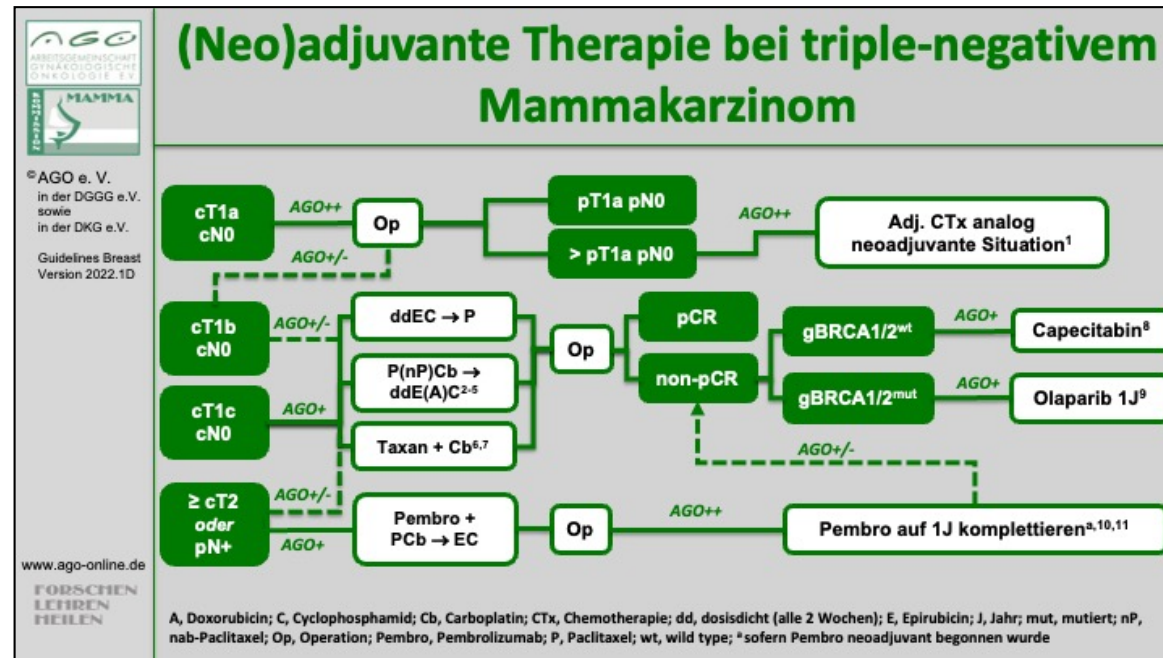 (Neo)adjuvante Therapie bei triple-negativem
Mammakarzinom
AGO
ARBEITSGEMEINSCHAFT
GYNÄKOLOGISCHE
ONKOLOGIE E.V.
MAMMA
© AGO e. V.
in der DGGG e.V.
sowie
in der DKG e.V.
Guidelines Breast
Version 2022.1D
www.ago-online.de
FORSCHEN
LEHREN
HEILEN
cT1a
cN0
AGO++
Op
pT1a pN0
> pT1a pN0
AGO++
Adj. CTx analog
neoadjuvante Situation¹
AGO+/-
cT1b
cN0
AGO+/-
cT1c
cN0
AGO+
ddEC → P
P(nP)Cb →
ddE(A)C²⁻⁵
Taxan + Cb⁶,⁷
Op
pCR
non-pCR
gBRCA1/2ʷᵗ
AGO+
Capecitabin⁸
gBRCA1/2ᵐᵘᵗ
AGO+
Olaparib 1J⁹
AGO+/-
≥ cT2
oder
pN+
AGO+/-
AGO+
Pembro +
PCb → EC
Op
AGO++
Pembro auf 1J komplettierenᵃ,¹⁰,¹¹
A, Doxorubicin; C, Cyclophosphamid; Cb, Carboplatin; CTx, Chemotherapie; dd, dosisdicht (alle 2 Wochen); E, Epirubicin; J, Jahr; mut, mutiert; nP,
nab-Paclitaxel; Op, Operation; Pembro, Pembrolizumab; P, Paclitaxel; wt, wild type; ᵃsofern Pembro neoadjuvant begonnen wurde